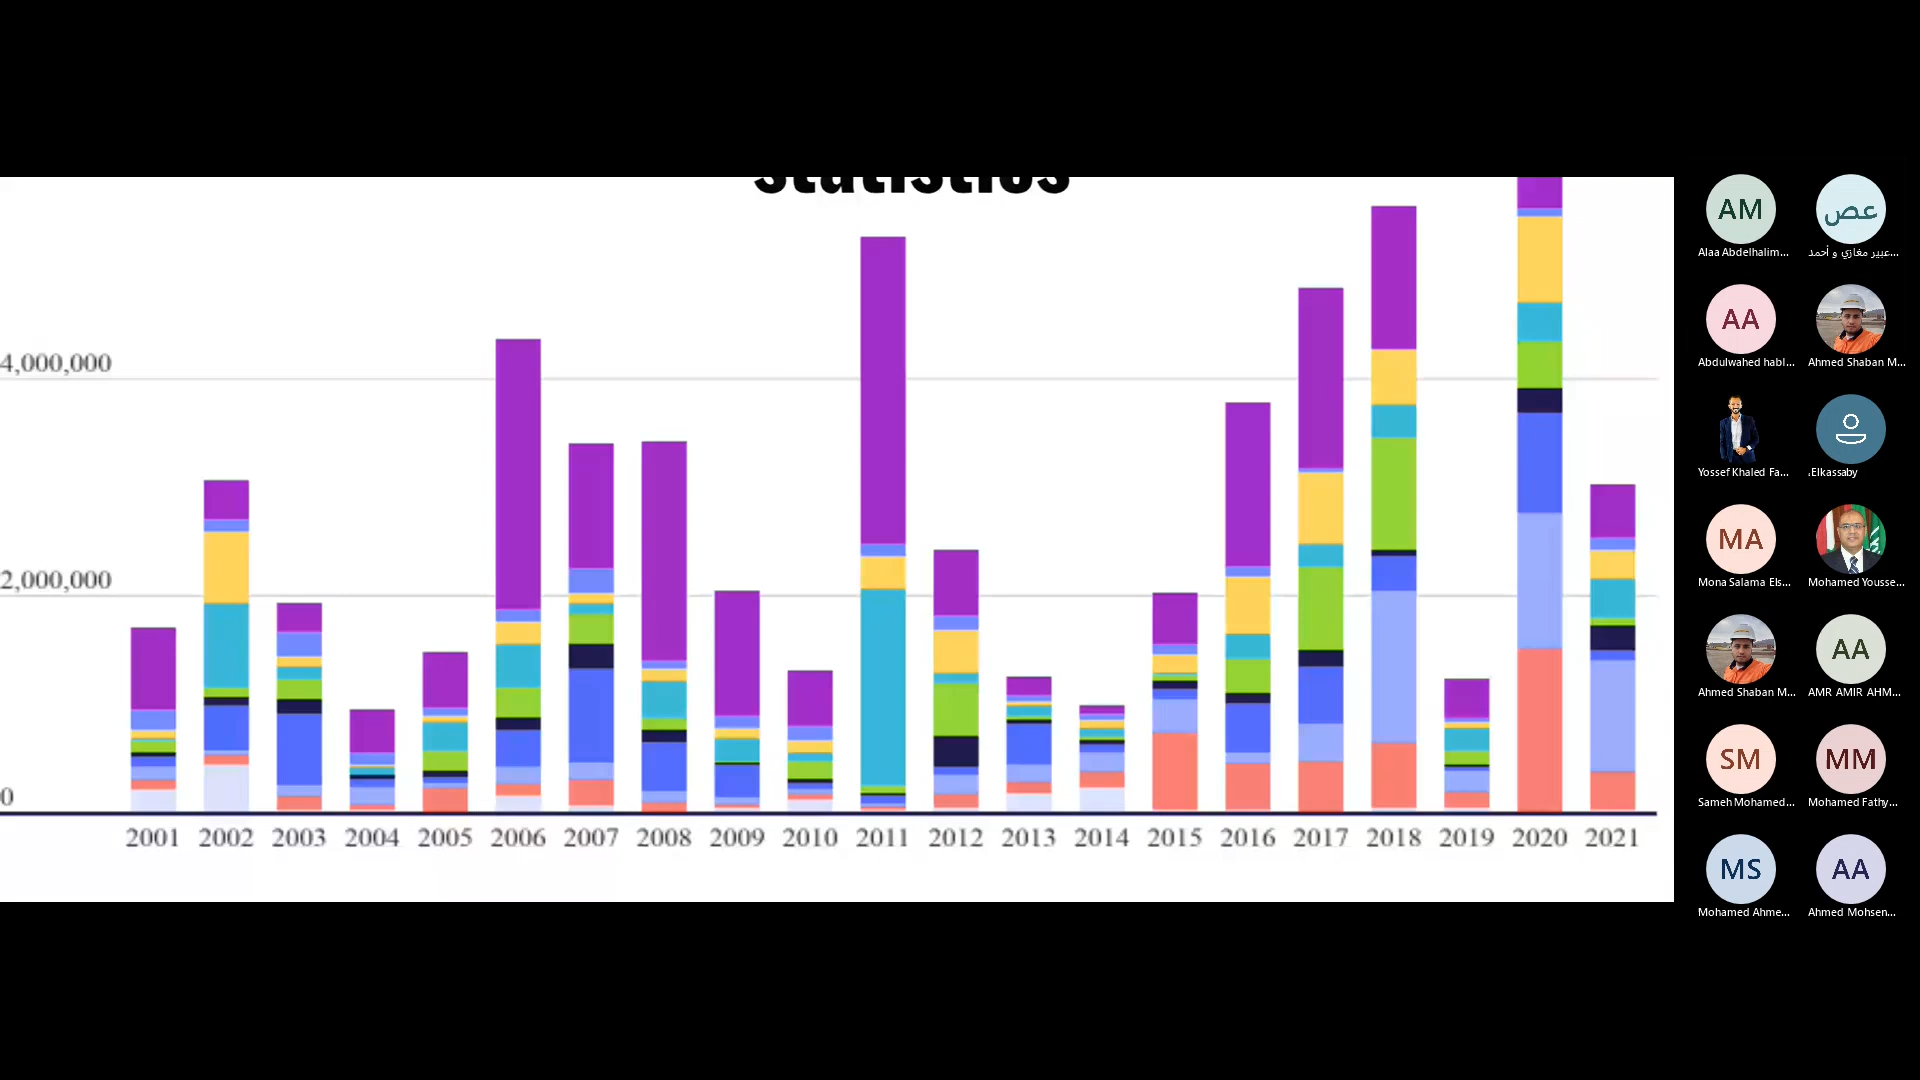 statistics
4,000,000
2,000,000
0
2001 2002 2003 2004 2005 2006 2007 2008 2009 2010 2011 2012 2013 2014 2015 2016 2017 2018 2019 2020 2021
AM عص
Alaa Abdelhalim... عبير مغازي و أحمد...
AA
Abdulwahed habl... Ahmed Shaban M...
Yossef Khaled Fa... Elkassaby،
MA
Mona Salama Els... Mohamed Yousse...
AA
Ahmed Shaban M... AMR AMIR AHM...
SM MM
Sameh Mohamed... Mohamed Fathy...
MS AA
Mohamed Ahme... Ahmed Mohsen...